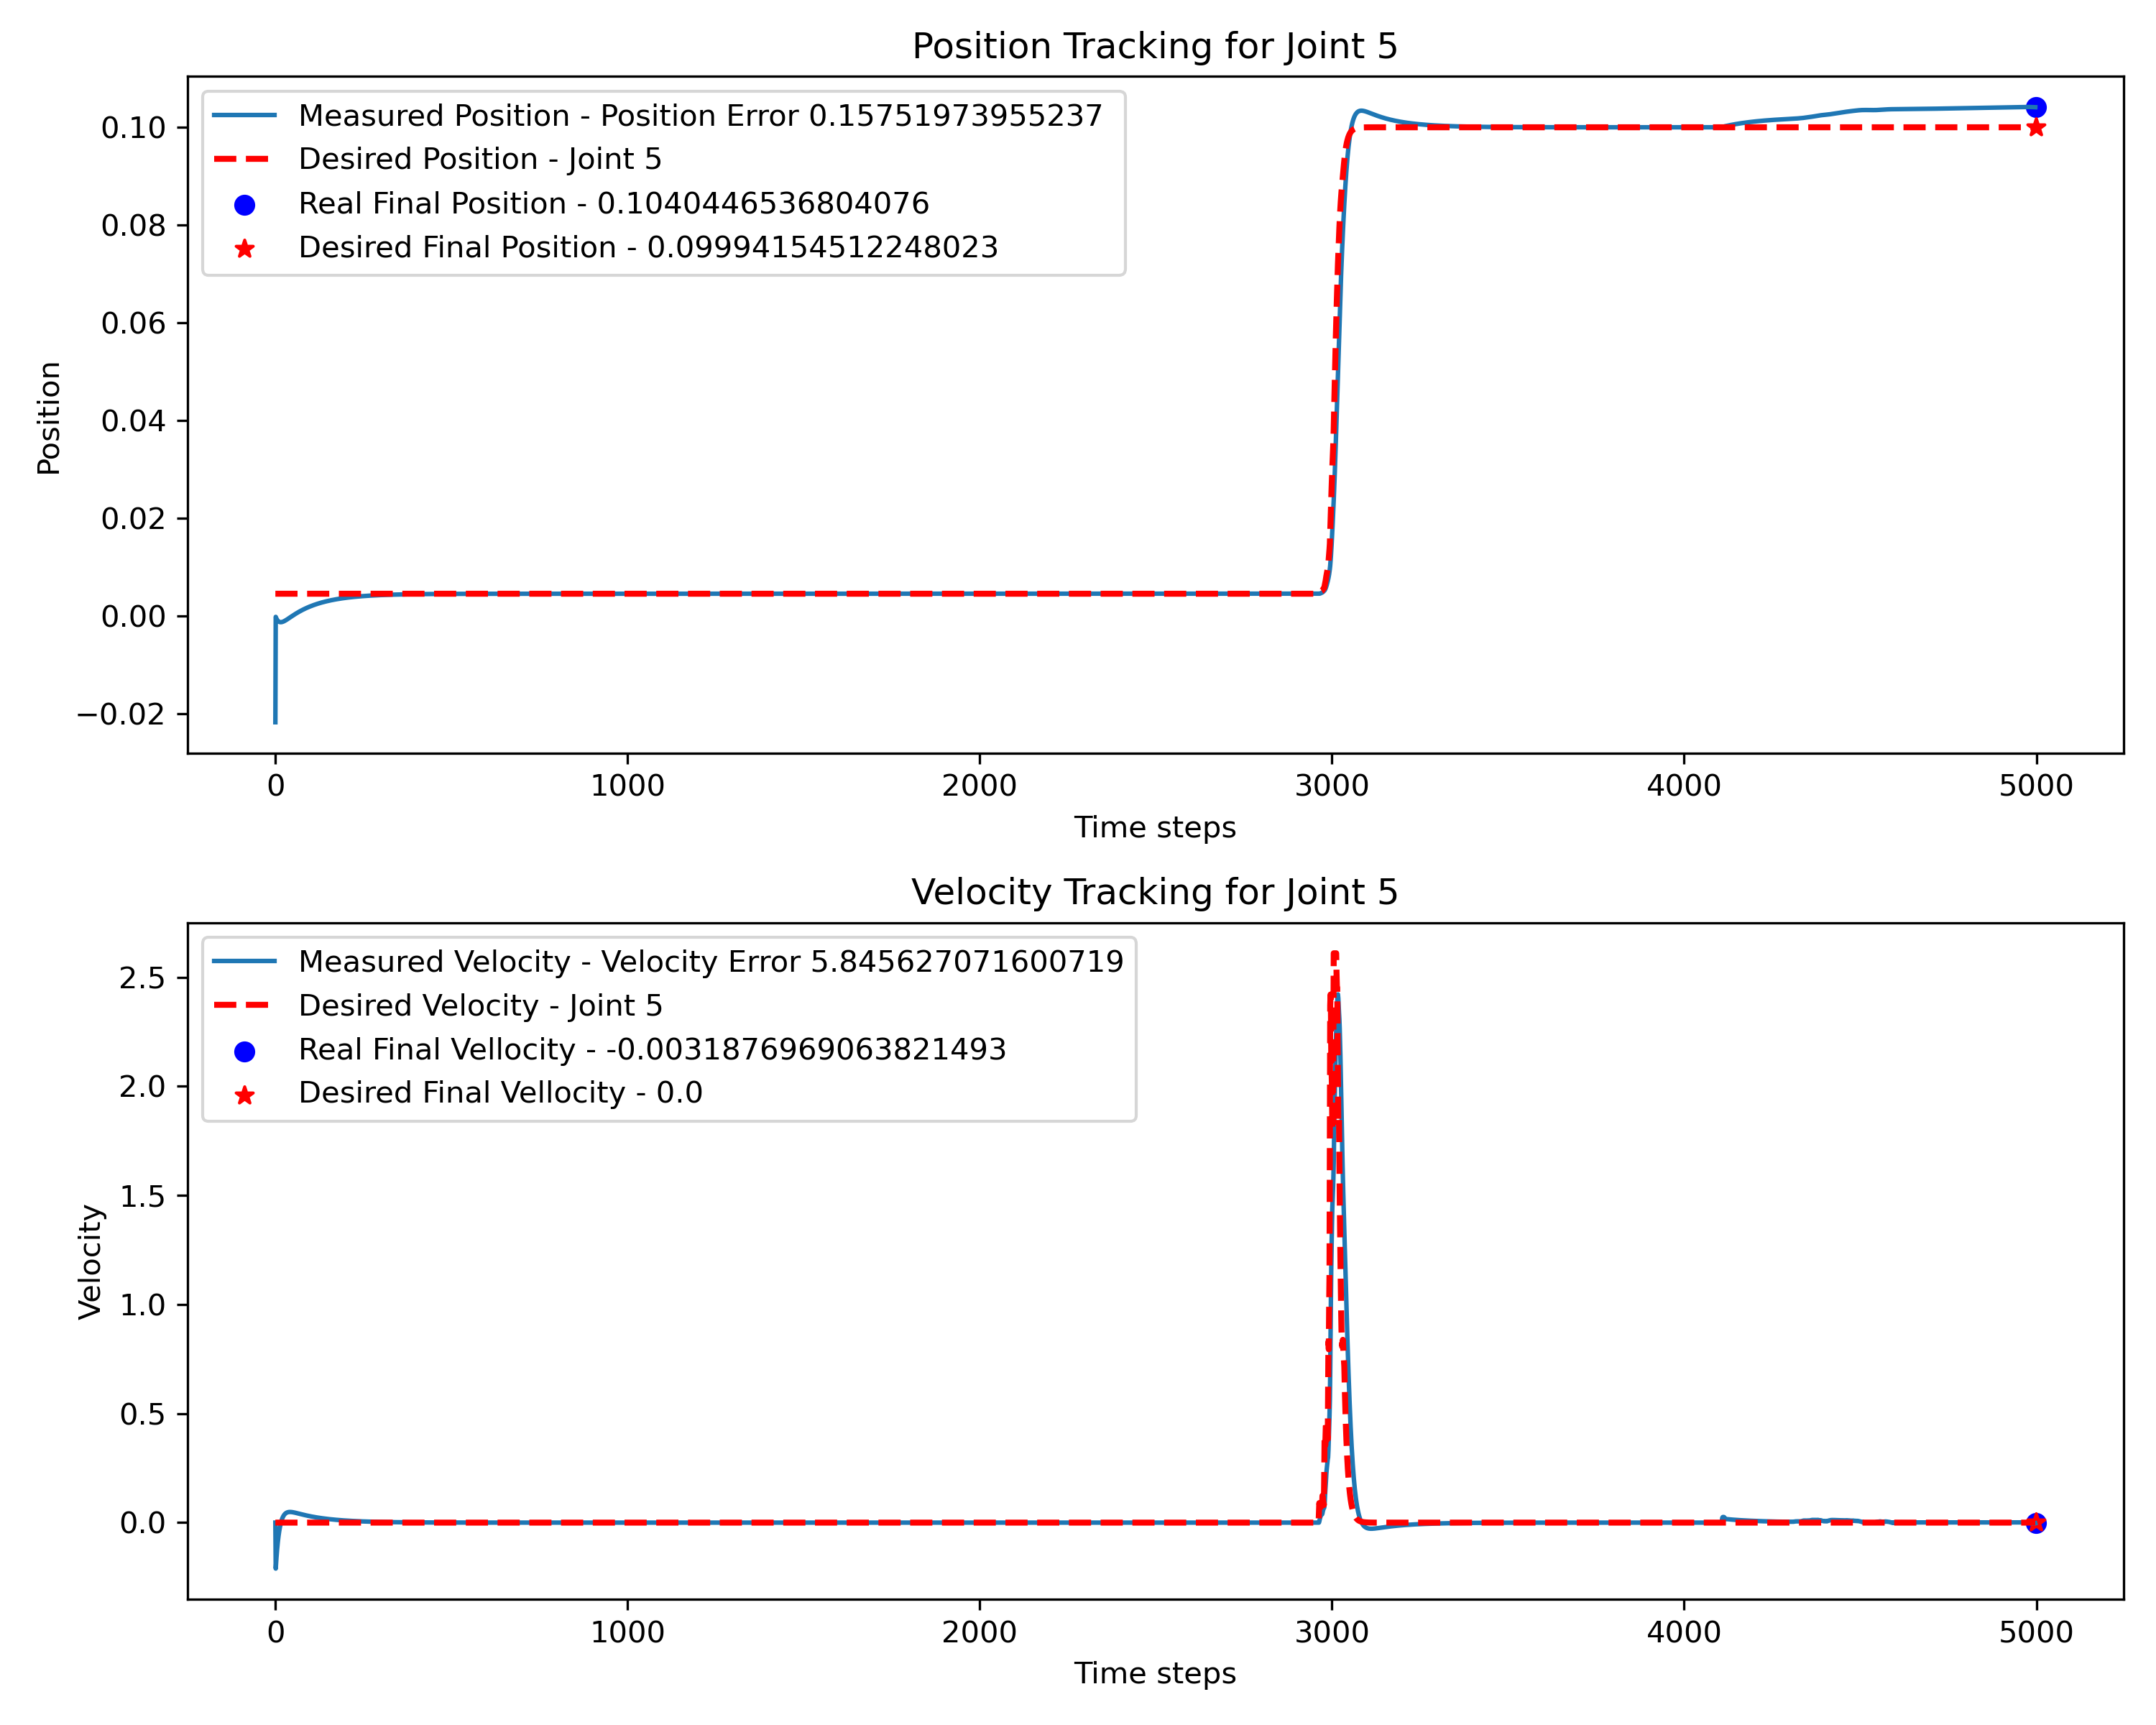 Position Tracking for Joint 5
Measured Position - Position Error 0.15751973955237
Desired Position - Joint 5
Real Final Position - 0.1040446536804076
Desired Final Position - 0.09994154512248023
Position
0.10
0.08
0.06
0.04
0.02
0.00
−0.02
0 1000 2000 3000 4000 5000
Time steps
Velocity Tracking for Joint 5
Measured Velocity - Velocity Error 5.845627071600719
Desired Velocity - Joint 5
Real Final Vellocity - -0.0031876969063821493
Desired Final Vellocity - 0.0
Velocity
2.5
2.0
1.5
1.0
0.5
0.0
0 1000 2000 3000 4000 5000
Time steps